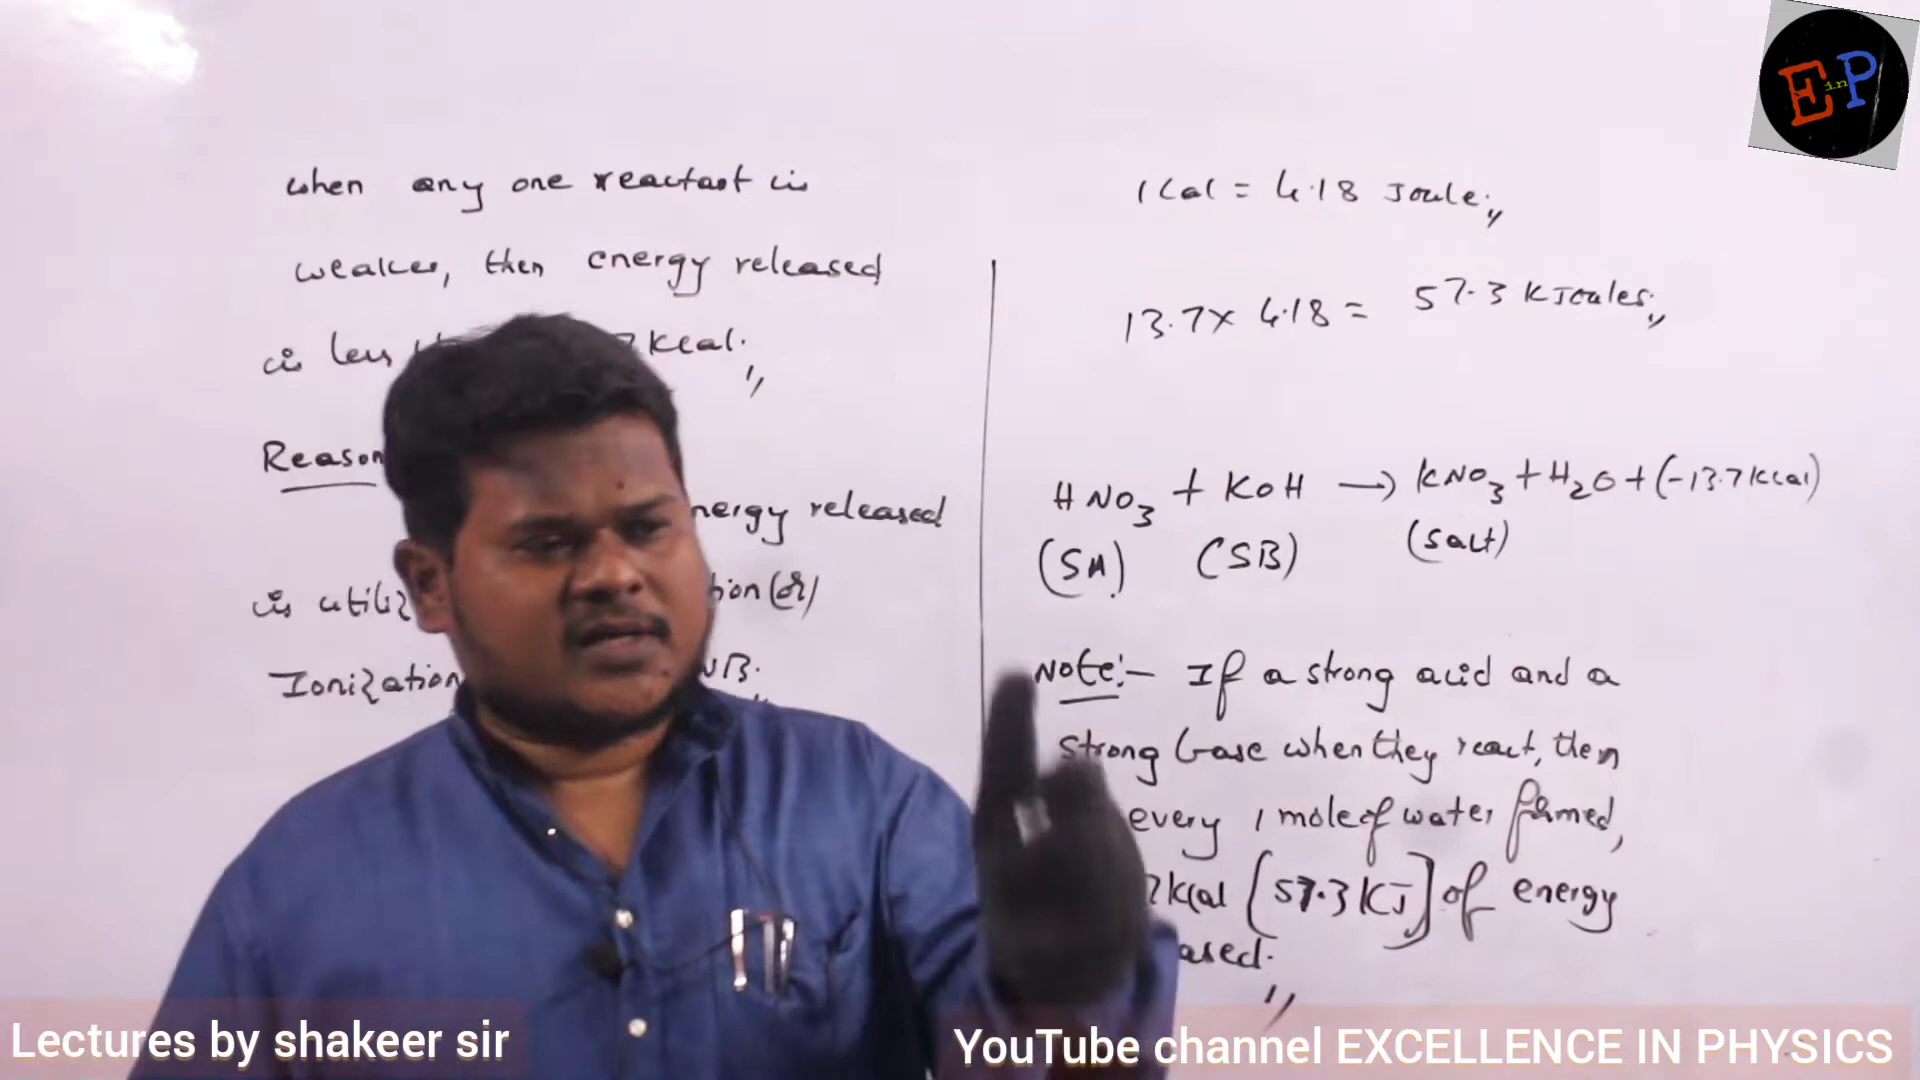 when any one reactant is
weaker, then energy released
is less Kcal.
Reason
energy released
is
Ionization
1 Cal = 4.18 Joule.
13.7 x 4.18 = 57.3 KJoules.
HNO3 + KOH → KNO3 + H2O + (-13.7 kcal)
(SA) (SB) (salt)
Note:- If a strong acid and a
strong base when they react, then
every 1 mole of water formed,
kcal [57.3 KJ] of energy
E in P
Lectures by shakeer sir
YouTube channel EXCELLENCE IN PHYSICS